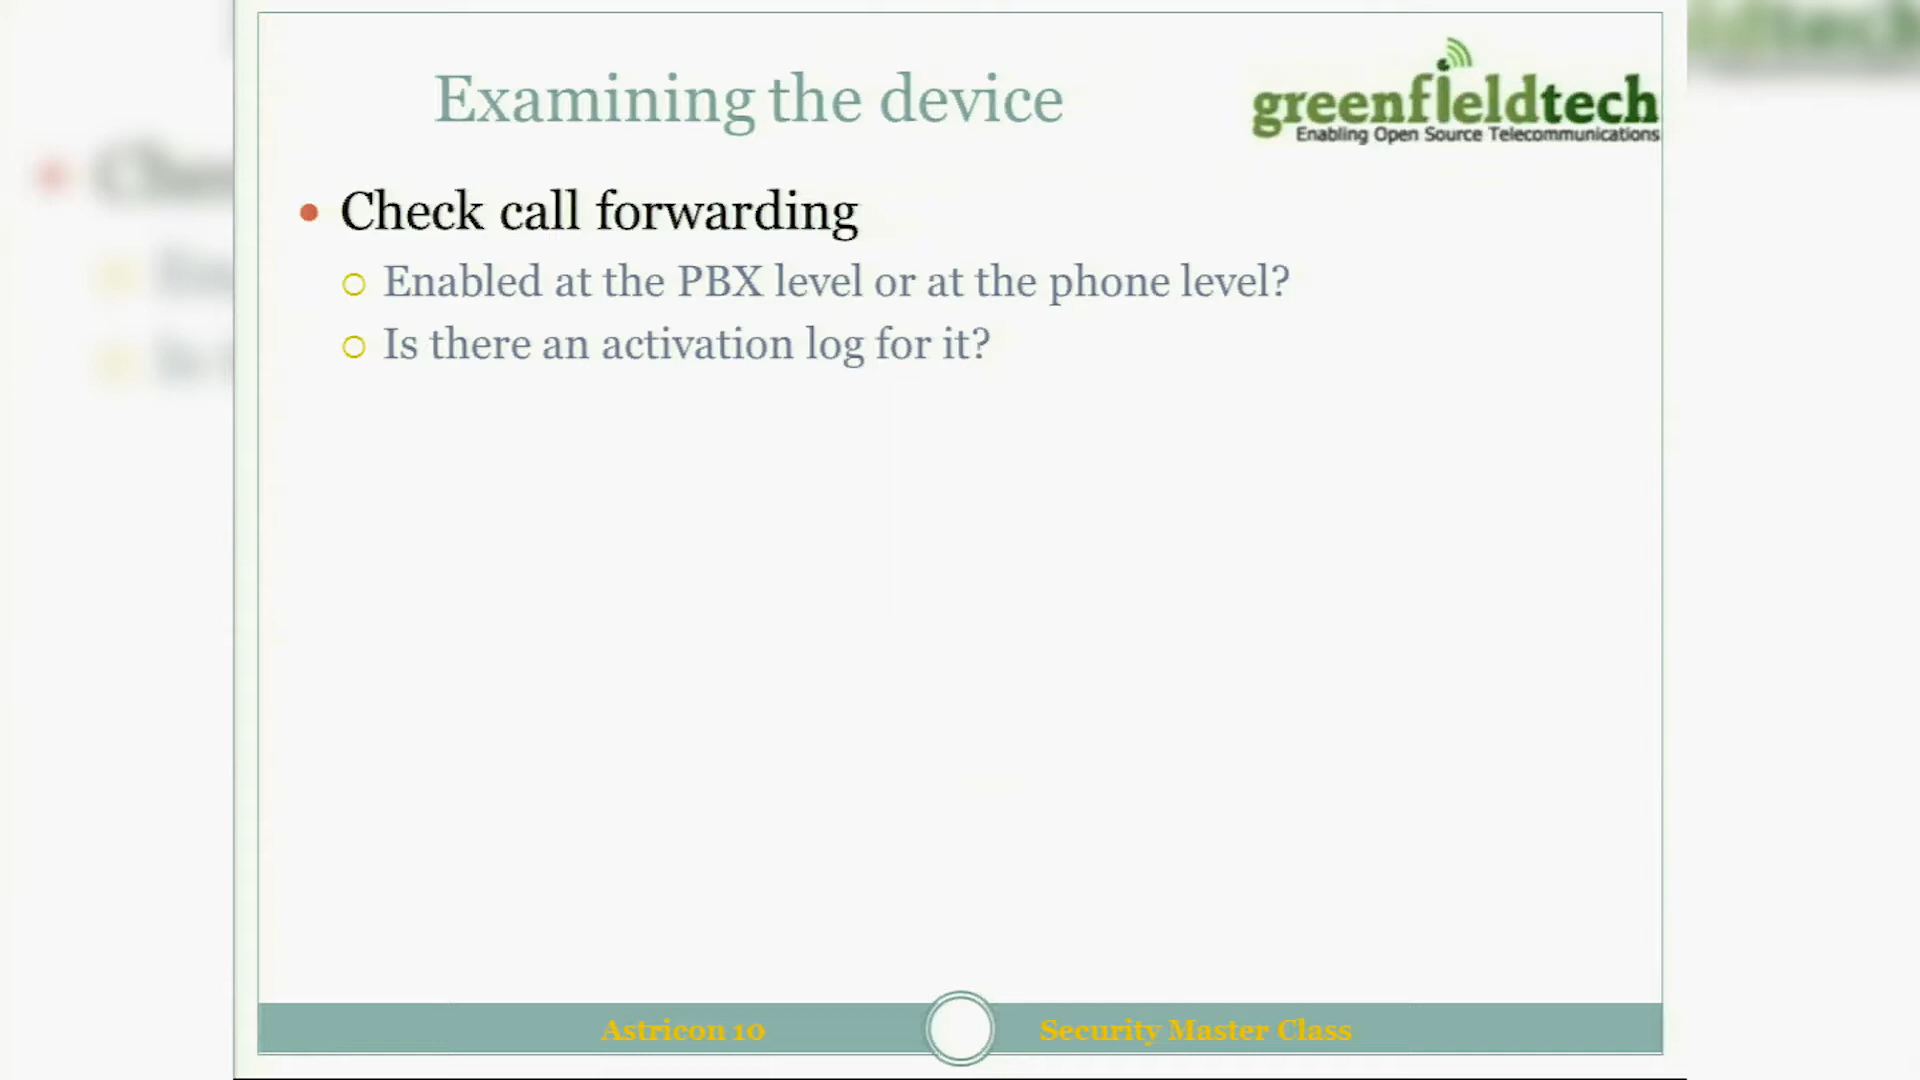 Examining the device
greenfieldtech
Enabling Open Source Telecommunications
Check call forwarding
Enabled at the PBX level or at the phone level?
Is there an activation log for it?
Astricon 10
Security Master Class